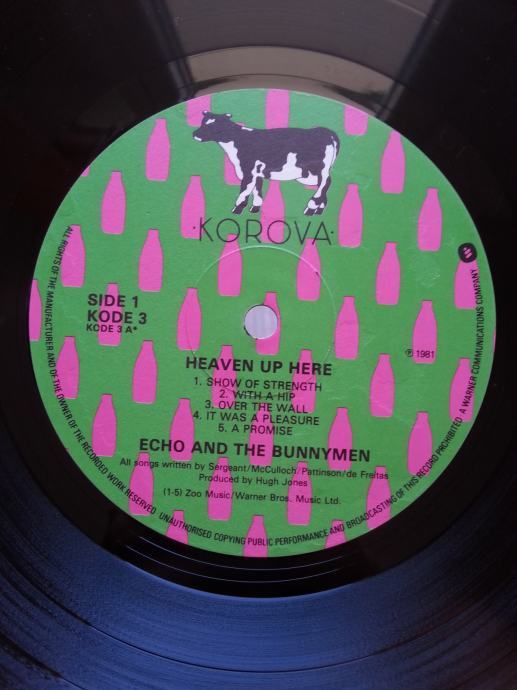 ·KOROVA·
SIDE 1
KODE 3
KODE 3 A*
℗ 1981
HEAVEN UP HERE
1. SHOW OF STRENGTH
2. WITH A HIP
3. OVER THE WALL
4. IT WAS A PLEASURE
5. A PROMISE
ECHO AND THE BUNNYMEN
All songs written by Sergeant/McCulloch/Pattinson/de Freitas
Produced by Hugh Jones
(1-5) Zoo Music/Warner Bros. Music Ltd.
ALL RIGHTS OF THE MANUFACTURER AND OF THE OWNER OF THE RECORDED WORK RESERVED UNAUTHORISED COPYING PUBLIC PERFORMANCE AND BROADCASTING OF THIS RECORD PROHIBITED A WARNER COMMUNICATIONS COMPANY